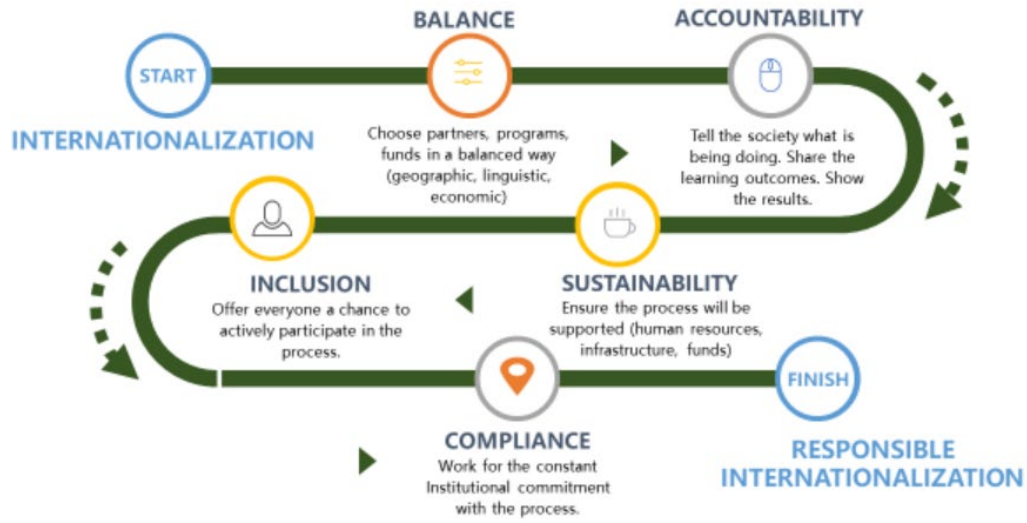 START
INTERNATIONALIZATION
BALANCE
Choose partners, programs,
funds in a balanced way
(geographic, linguistic,
economic)
ACCOUNTABILITY
Tell the society what is
being doing. Share the
learning outcomes. Show
the results.
SUSTAINABILITY
Ensure the process will be
supported (human resources,
infrastructure, funds)
INCLUSION
Offer everyone a chance to
actively participate in the
process.
COMPLIANCE
Work for the constant
Institutional commitment
with the process.
FINISH
RESPONSIBLE
INTERNATIONALIZATION